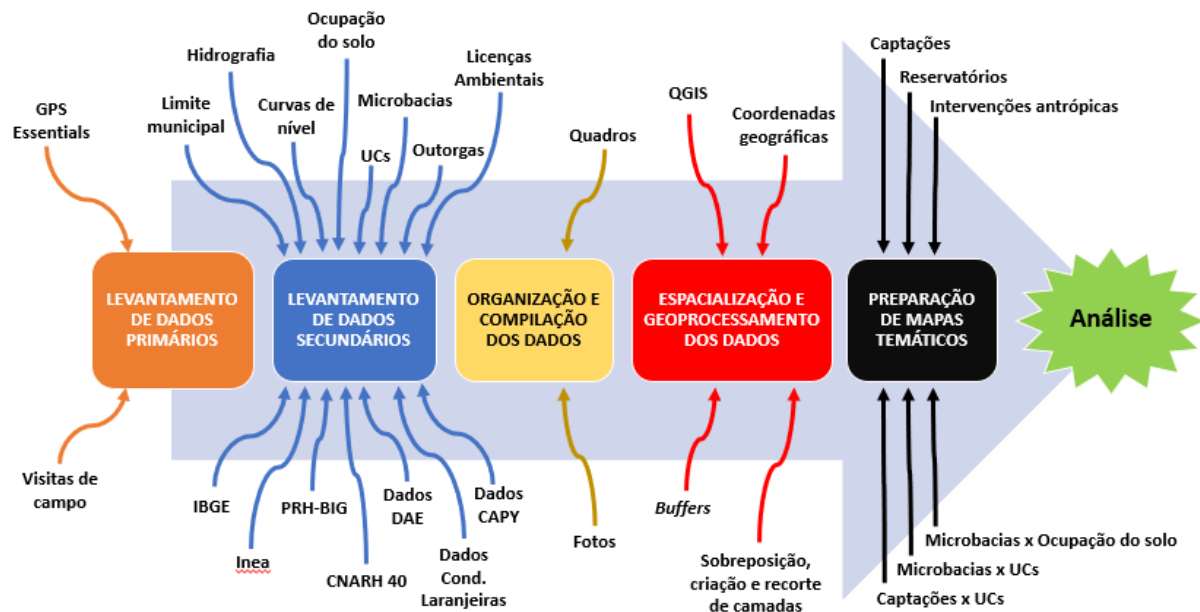 Ocupação
do solo
Hidrografia
Licenças
Ambientais
Captações
Reservatórios
Intervenções antrópicas
GPS
Essentials
Limite
municipal
Curvas de
nível
Microbacias
UCs
Outorgas
Quadros
QGIS
Coordenadas
geográficas
LEVANTAMENTO
DE DADOS
PRIMÁRIOS
LEVANTAMENTO
DE DADOS
SECUNDÁRIOS
ORGANIZAÇÃO E
COMPILAÇÃO
DOS DADOS
ESPACIALIZAÇÃO E
GEOPROCESSAMENTO
DOS DADOS
PREPARAÇÃO
DE MAPAS
TEMÁTICOS
Análise
Visitas de
campo
IBGE
Inea
PRH-BIG
CNARH 40
Dados
DAE
Dados
Cond.
Laranjeiras
Dados
CAPY
Fotos
Buffers
Sobreposição,
criação e recorte
de camadas
Microbacias x Ocupação do solo
Microbacias x UCs
Captações x UCs